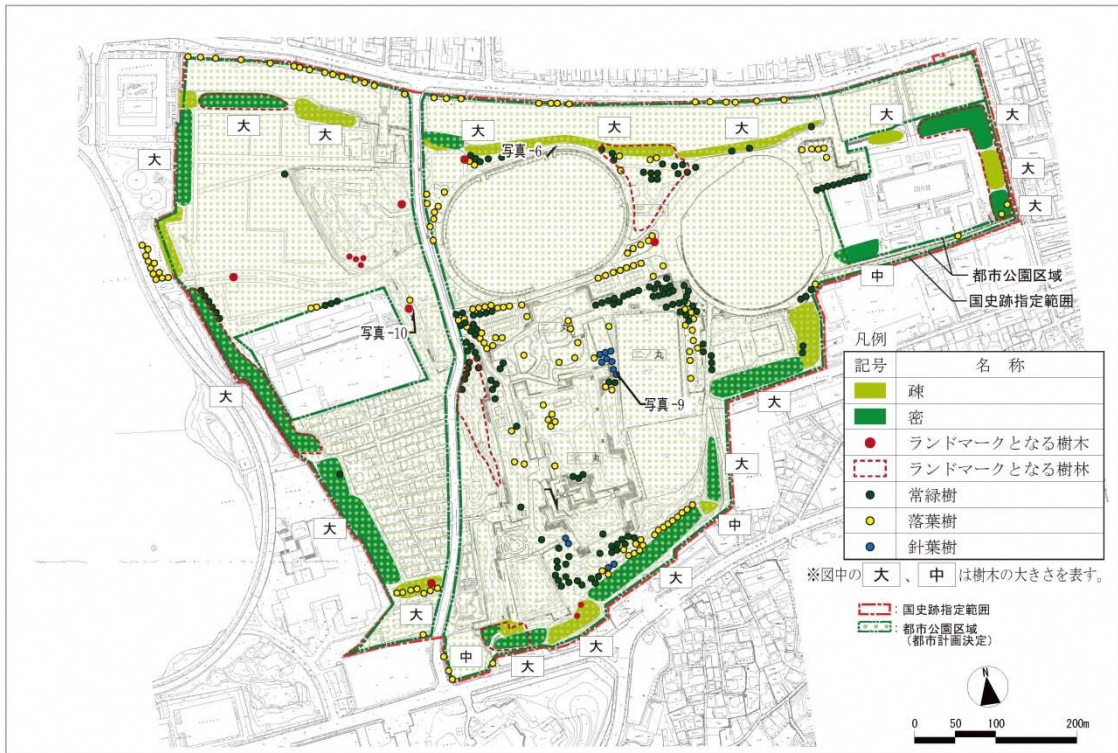 大
大
大
大
大
大
大
大
大
写真-6
大
大
中
都市公園区域
国史跡指定範囲
写真-10
丸
丸
写真-9
丸
大
大
大
大
中
大
大
大
大
中
凡例
記号 名 称
疎
密
ランドマークとなる樹木
ランドマークとなる樹林
常緑樹
落葉樹
針葉樹
※図中の 大 、 中 は樹木の大きさを表す。
:国史跡指定範囲
:都市公園区域
(都市計画決定)
N
0 50 100 200m